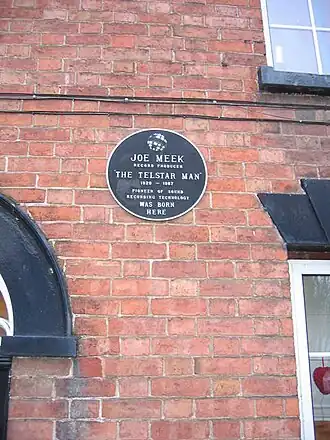 JOE MEEK
RECORD PRODUCER
"THE TELSTAR MAN"
1929 - 1967
PIONEER OF SOUND
RECORDING TECHNOLOGY
WAS BORN
HERE